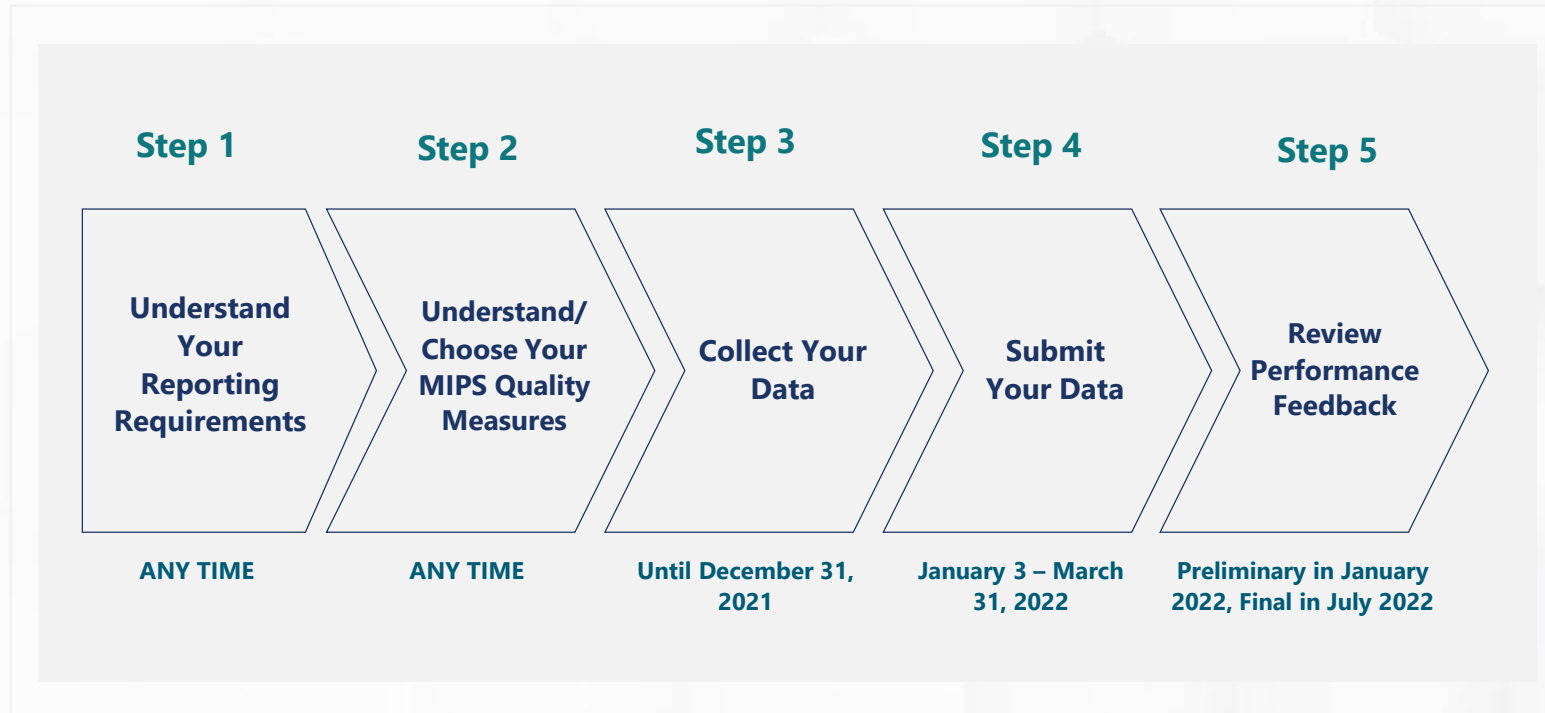 Step 1
Understand
Your
Reporting
Requirements
ANY TIME
Step 2
Understand/
Choose Your
MIPS Quality
Measures
ANY TIME
Step 3
Collect Your
Data
Until December 31,
2021
Step 4
Submit
Your Data
January 3 – March
31, 2022
Step 5
Review
Performance
Feedback
Preliminary in January
2022, Final in July 2022